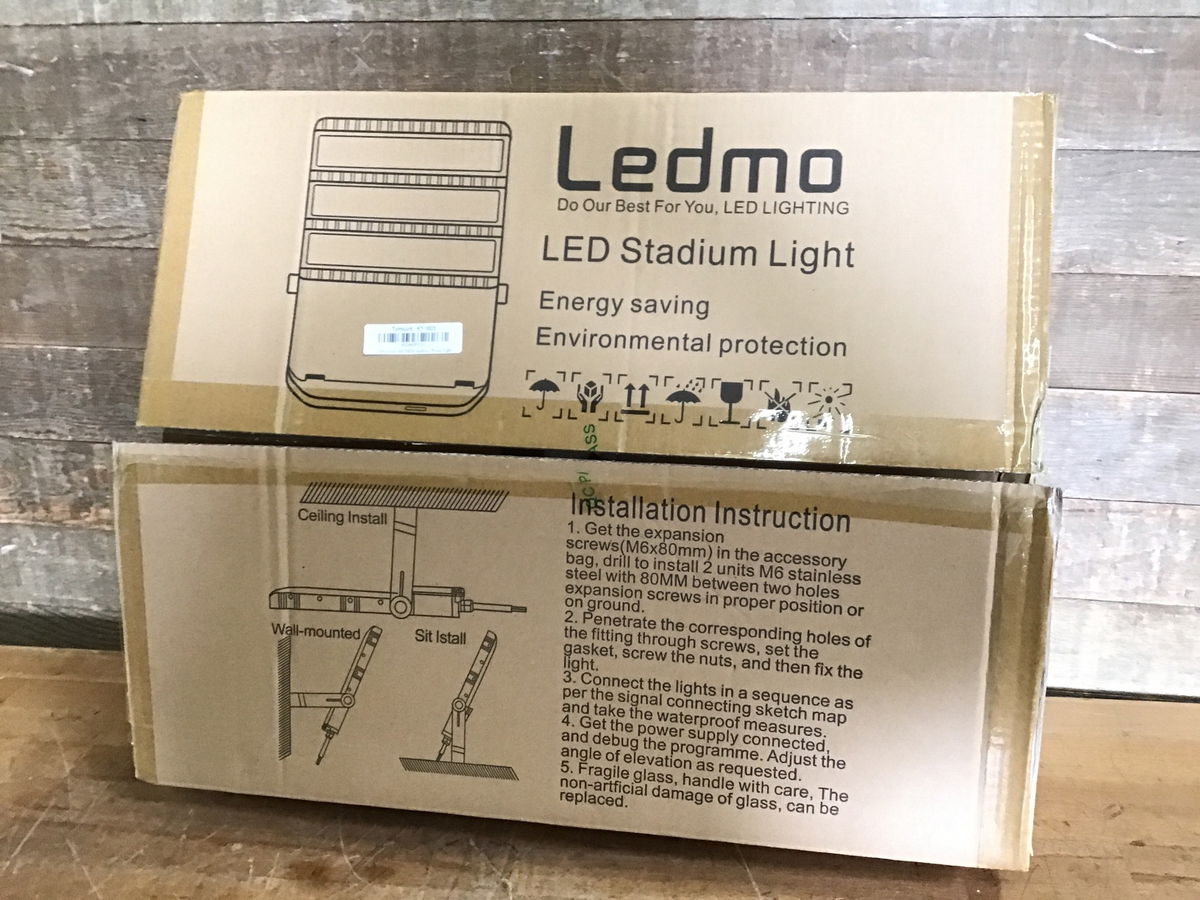 Ledmo
Do Our Best For You, LED LIGHTING
LED Stadium Light
Energy saving
Environmental protection
PASS
Ceiling Install
Wall-mounted
Sit Istall
Installation Instruction
1. Get the expansion
screws(M6x80mm) in the accessory
bag, drill to install 2 units M6 stainless
steel with 80MM between two holes
expansion screws in proper position or
on ground.
2. Penetrate the corresponding holes of
the fitting through screws, set the
gasket, screw the nuts, and then fix the
light.
3. Connect the lights in a sequence as
per the signal connecting sketch map
and take the waterproof measures.
4. Get the power supply connected,
and debug the programme. Adjust the
angle of elevation as requested.
5. Fragile glass, handle with care, The
non-artficial damage of glass, can be
replaced.